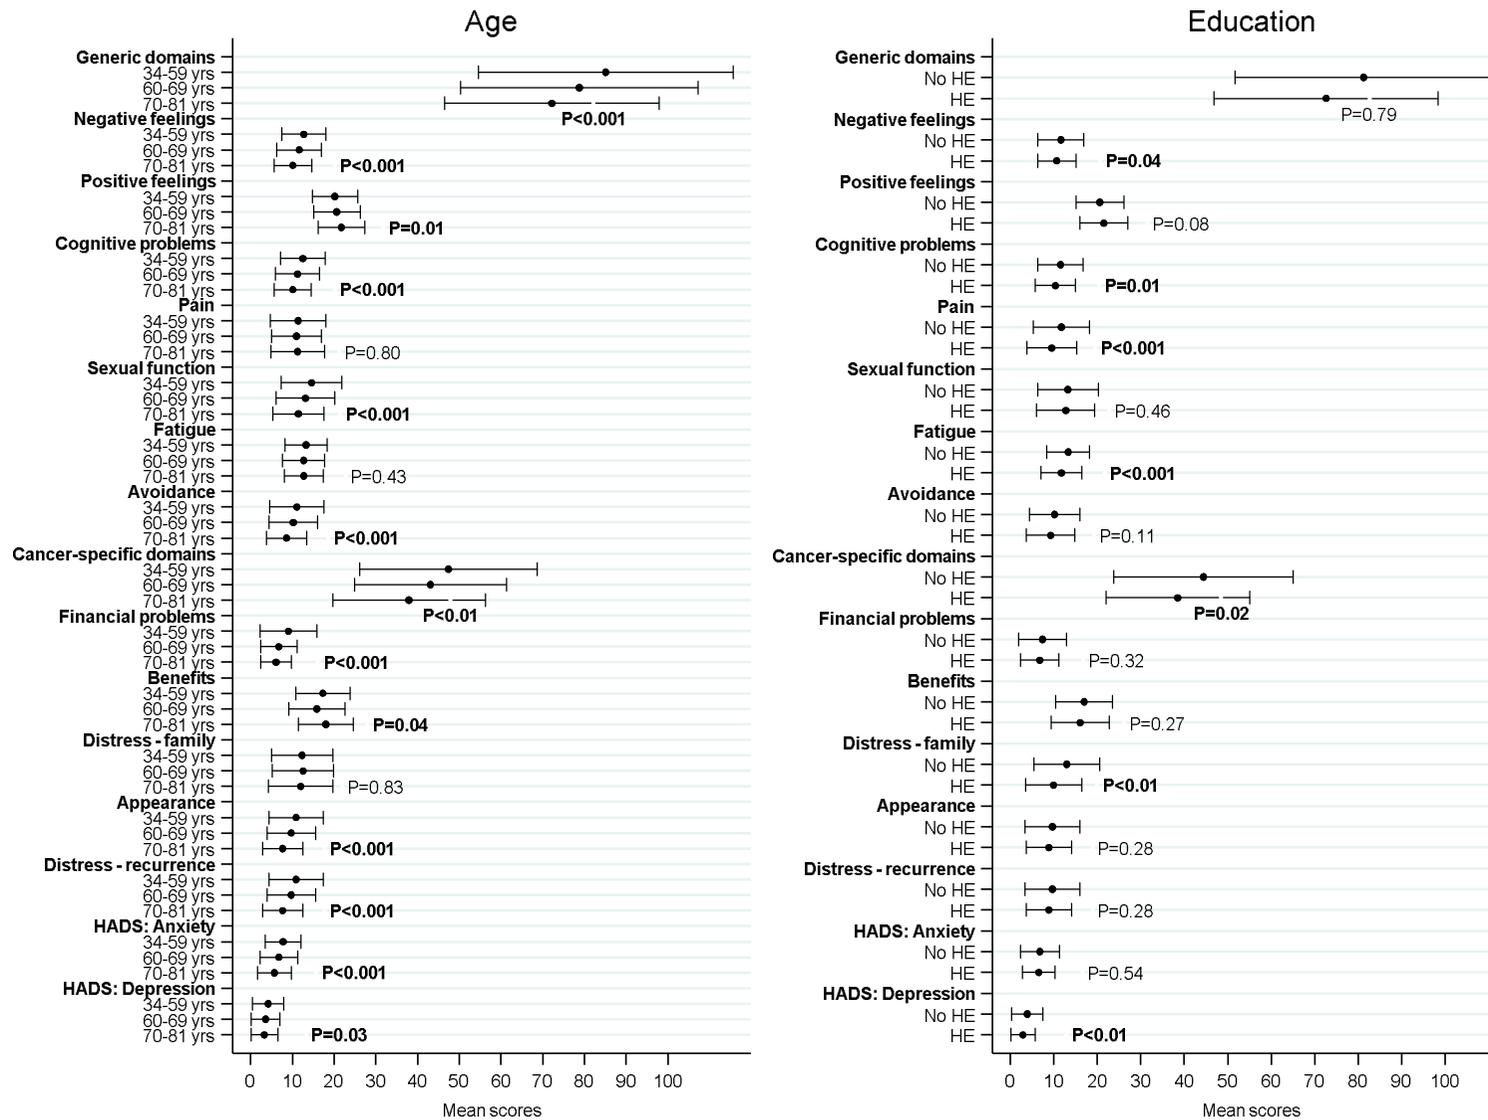 Age
Generic domains
34-59 yrs
60-69 yrs
70-81 yrs
P<0.001
Negative feelings
34-59 yrs
60-69 yrs
70-81 yrs P<0.001
Positive feelings
34-59 yrs
60-69 yrs
70-81 yrs P=0.01
Cognitive problems
34-59 yrs
60-69 yrs
70-81 yrs P<0.001
Pain
34-59 yrs
60-69 yrs
70-81 yrs P=0.80
Sexual function
34-59 yrs
60-69 yrs
70-81 yrs P<0.001
Fatigue
34-59 yrs
60-69 yrs
70-81 yrs P=0.43
Avoidance
34-59 yrs
60-69 yrs
70-81 yrs P<0.001
Cancer-specific domains
34-59 yrs
60-69 yrs
70-81 yrs
P<0.01
Financial problems
34-59 yrs
60-69 yrs
70-81 yrs P<0.001
Benefits
34-59 yrs
60-69 yrs
70-81 yrs P=0.04
Distress - family
34-59 yrs
60-69 yrs
70-81 yrs P=0.83
Appearance
34-59 yrs
60-69 yrs
70-81 yrs P<0.001
Distress - recurrence
34-59 yrs
60-69 yrs
70-81 yrs P<0.001
HADS: Anxiety
34-59 yrs
60-69 yrs
70-81 yrs P<0.001
HADS: Depression
34-59 yrs
60-69 yrs
70-81 yrs P=0.03
0 10 20 30 40 50 60 70 80 90 100
Mean scores
Education
Generic domains
No HE
HE
P=0.79
Negative feelings
No HE
HE P=0.04
Positive feelings
No HE
HE P=0.08
Cognitive problems
No HE
HE P=0.01
Pain
No HE
HE P<0.001
Sexual function
No HE
HE P=0.46
Fatigue
No HE
HE P<0.001
Avoidance
No HE
HE P=0.11
Cancer-specific domains
No HE
HE
P=0.02
Financial problems
No HE
HE P=0.32
Benefits
No HE
HE P=0.27
Distress - family
No HE
HE P<0.01
Appearance
No HE
HE P=0.28
Distress - recurrence
No HE
HE P=0.28
HADS: Anxiety
No HE
HE P=0.54
HADS: Depression
No HE
HE P<0.01
0 10 20 30 40 50 60 70 80 90 100
Mean scores